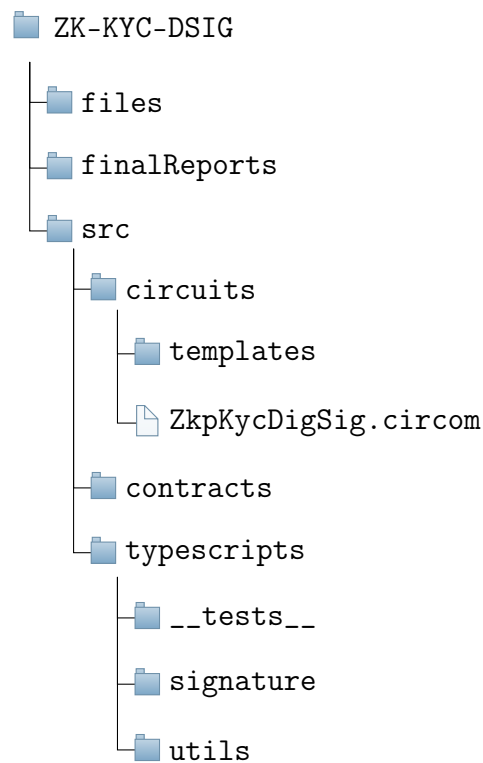 ZK-KYC-DSIG
files
finalReports
src
circuits
templates
ZkpKycDigSig.circom
contracts
typescripts
__tests__
signature
utils